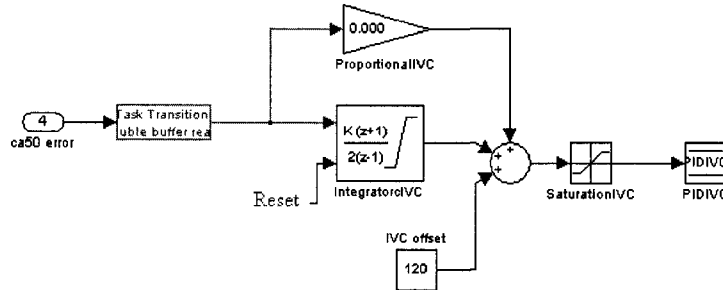 0.000
ProportionalIVC
4
ca50 error
Task Transition
uble buffer rea
K (z+1)
2(z-1)
IntegratorcIVC
Reset
+
+
+
SaturationIVC
PIDIVC
PIDIVC
IVC offset
120